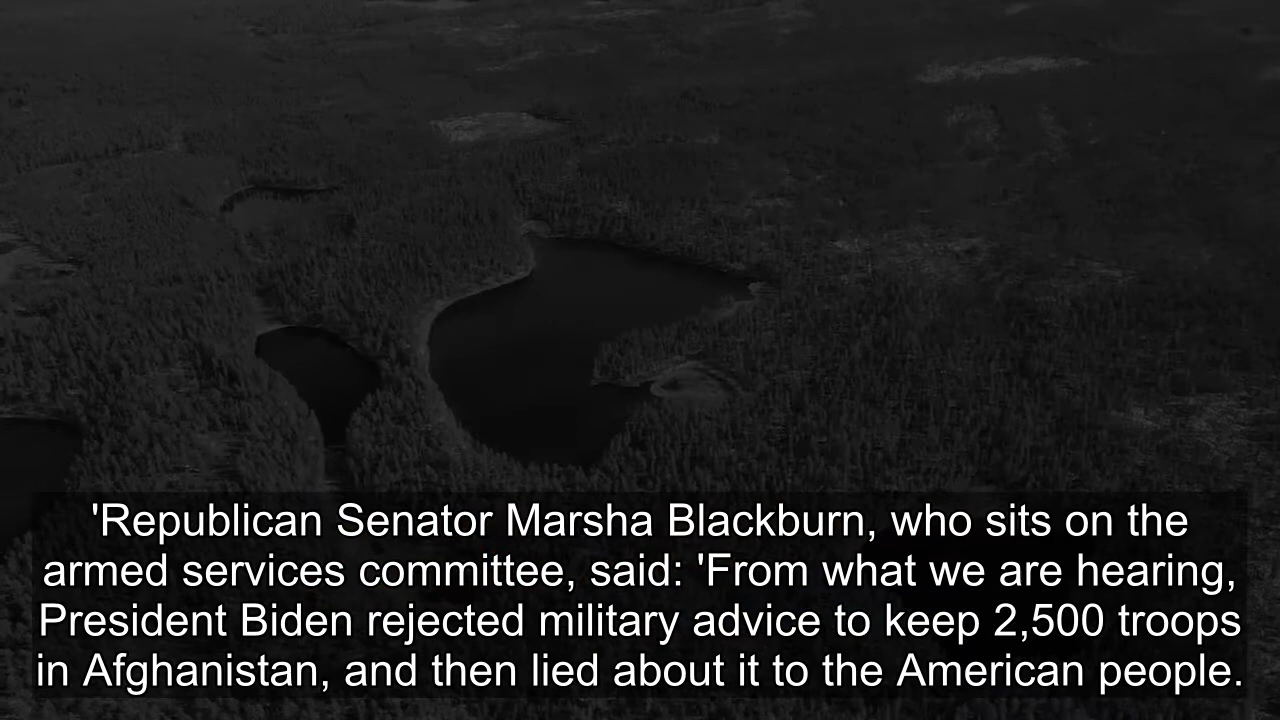 'Republican Senator Marsha Blackburn, who sits on the
armed services committee, said: 'From what we are hearing,
President Biden rejected military advice to keep 2,500 troops
in Afghanistan, and then lied about it to the American people.